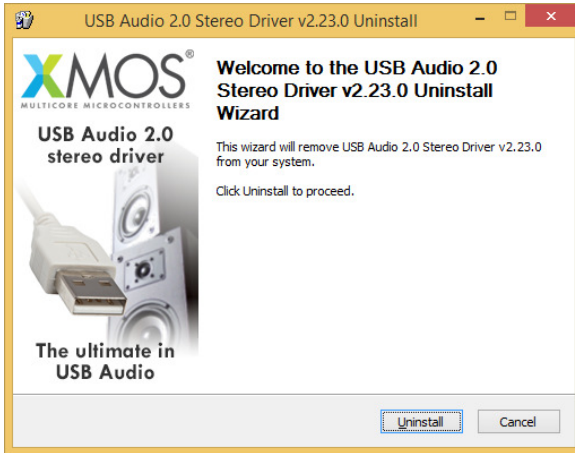 USB Audio 2.0 Stereo Driver v2.23.0 Uninstall
XMOS®
MULTICORE MICROCONTROLLERS
USB Audio 2.0
stereo driver
The ultimate in
USB Audio
Welcome to the USB Audio 2.0
Stereo Driver v2.23.0 Uninstall
Wizard
This wizard will remove USB Audio 2.0 Stereo Driver v2.23.0
from your system.
Click Uninstall to proceed.
Uninstall
Cancel